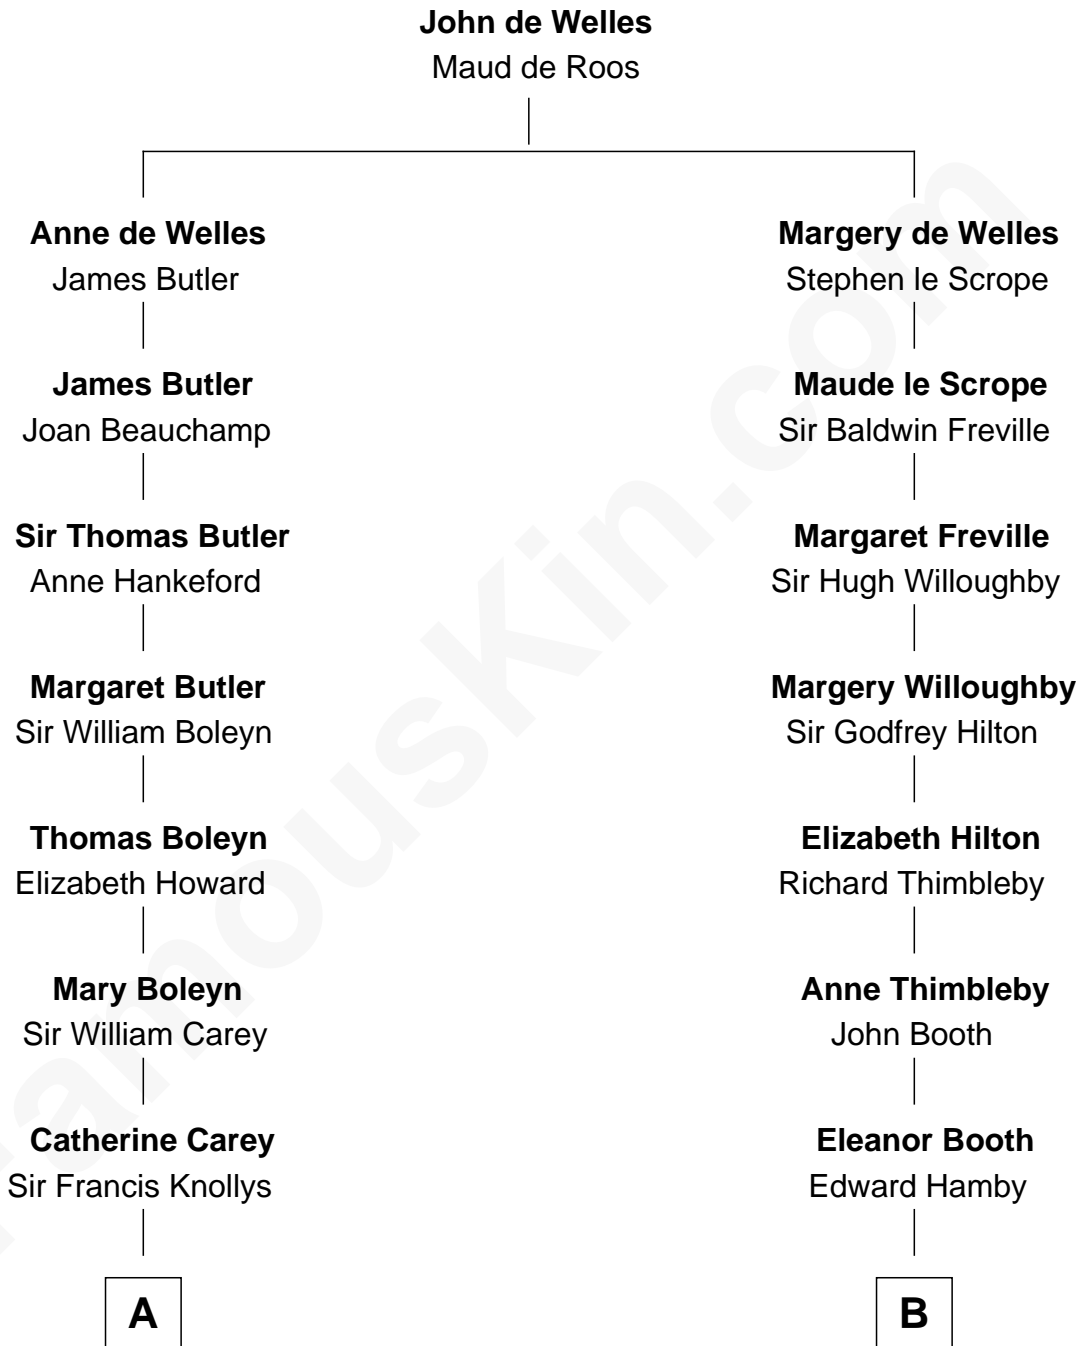 John de Welles
Maud de Roos
Anne de Welles
James Butler
James Butler
Joan Beauchamp
Sir Thomas Butler
Anne Hankeford
Margaret Butler
Sir William Boleyn
Thomas Boleyn
Elizabeth Howard
Mary Boleyn
Sir William Carey
Catherine Carey
Sir Francis Knollys
A
Margery de Welles
Stephen le Scrope
Maude le Scrope
Sir Baldwin Freville
Margaret Freville
Sir Hugh Willoughby
Margery Willoughby
Sir Godfrey Hilton
Elizabeth Hilton
Richard Thimbleby
Anne Thimbleby
John Booth
Eleanor Booth
Edward Hamby
B
FamousKin.com